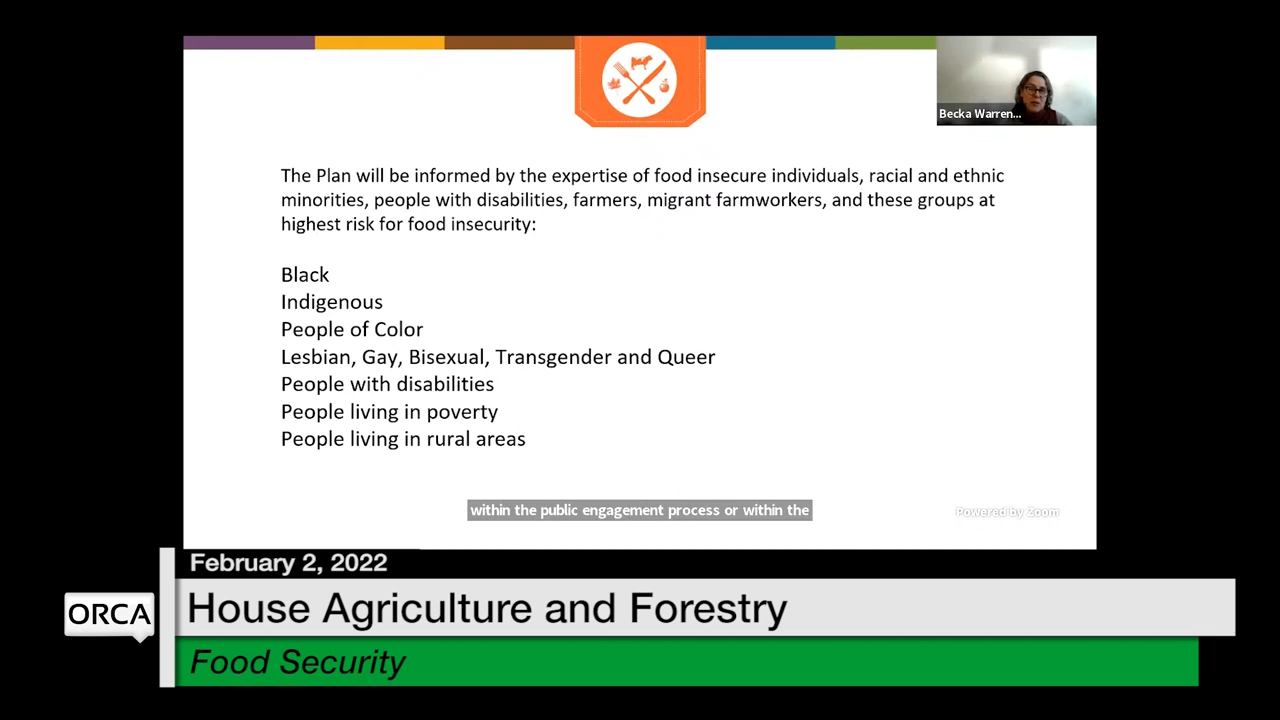 Becka Warren...
The Plan will be informed by the expertise of food insecure individuals, racial and ethnic
minorities, people with disabilities, farmers, migrant farmworkers, and these groups at
highest risk for food insecurity:
Black
Indigenous
People of Color
Lesbian, Gay, Bisexual, Transgender and Queer
People with disabilities
People living in poverty
People living in rural areas
within the public engagement process or within the
Powered by Zoom
February 2, 2022
ORCA
House Agriculture and Forestry
Food Security